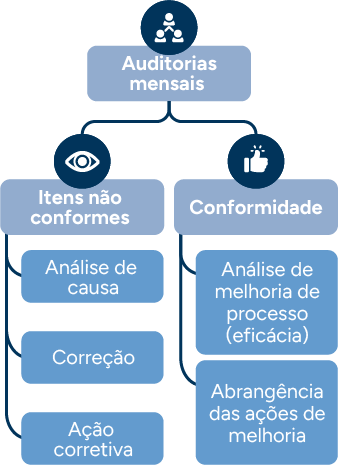 Auditorias
mensais
Itens não
conformes
Análise de
causa
Correção
Ação
corretiva
Conformidade
Análise de
melhoria de
processo
(eficácia)
Abrangência
das ações de
melhoria